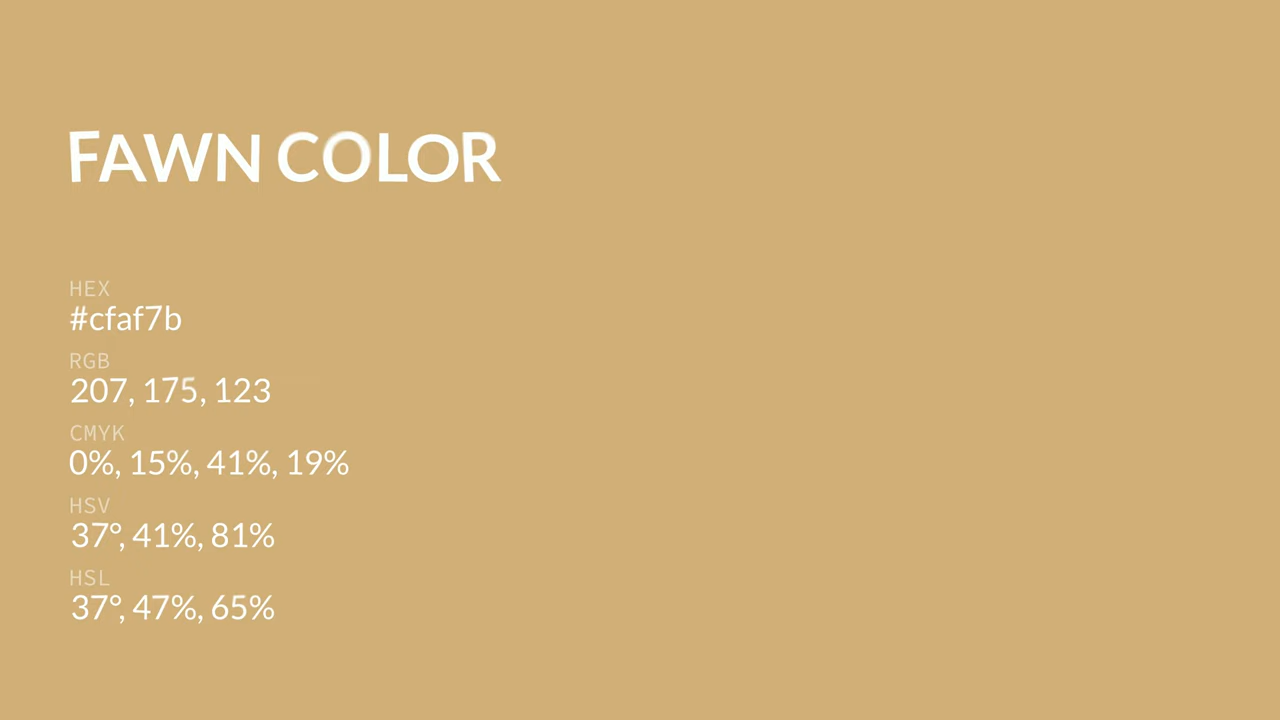 FAWN COLOR
HEX
#cfaf7b
RGB
207, 175, 123
CMYK
0%, 15%, 41%, 19%
HSV
37°, 41%, 81%
HSL
37°, 47%, 65%